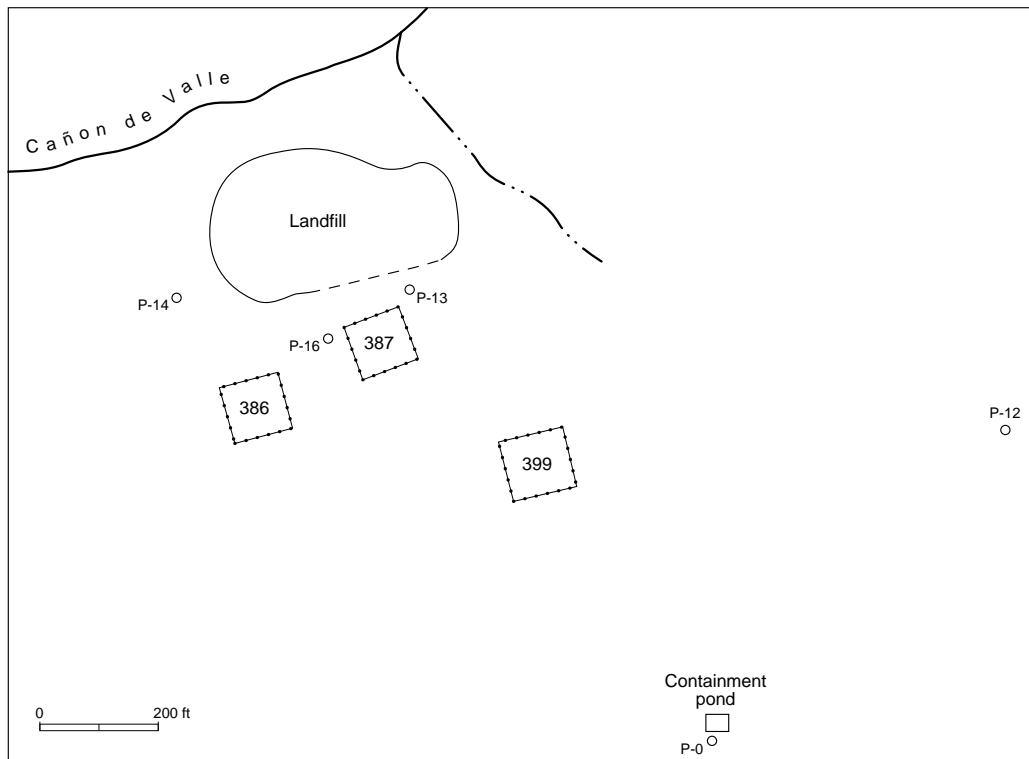 Cañon de Valle
Landfill
P-14
P-13
P-16
387
386
P-12
399
Containment
pond
0 200 ft
P-0